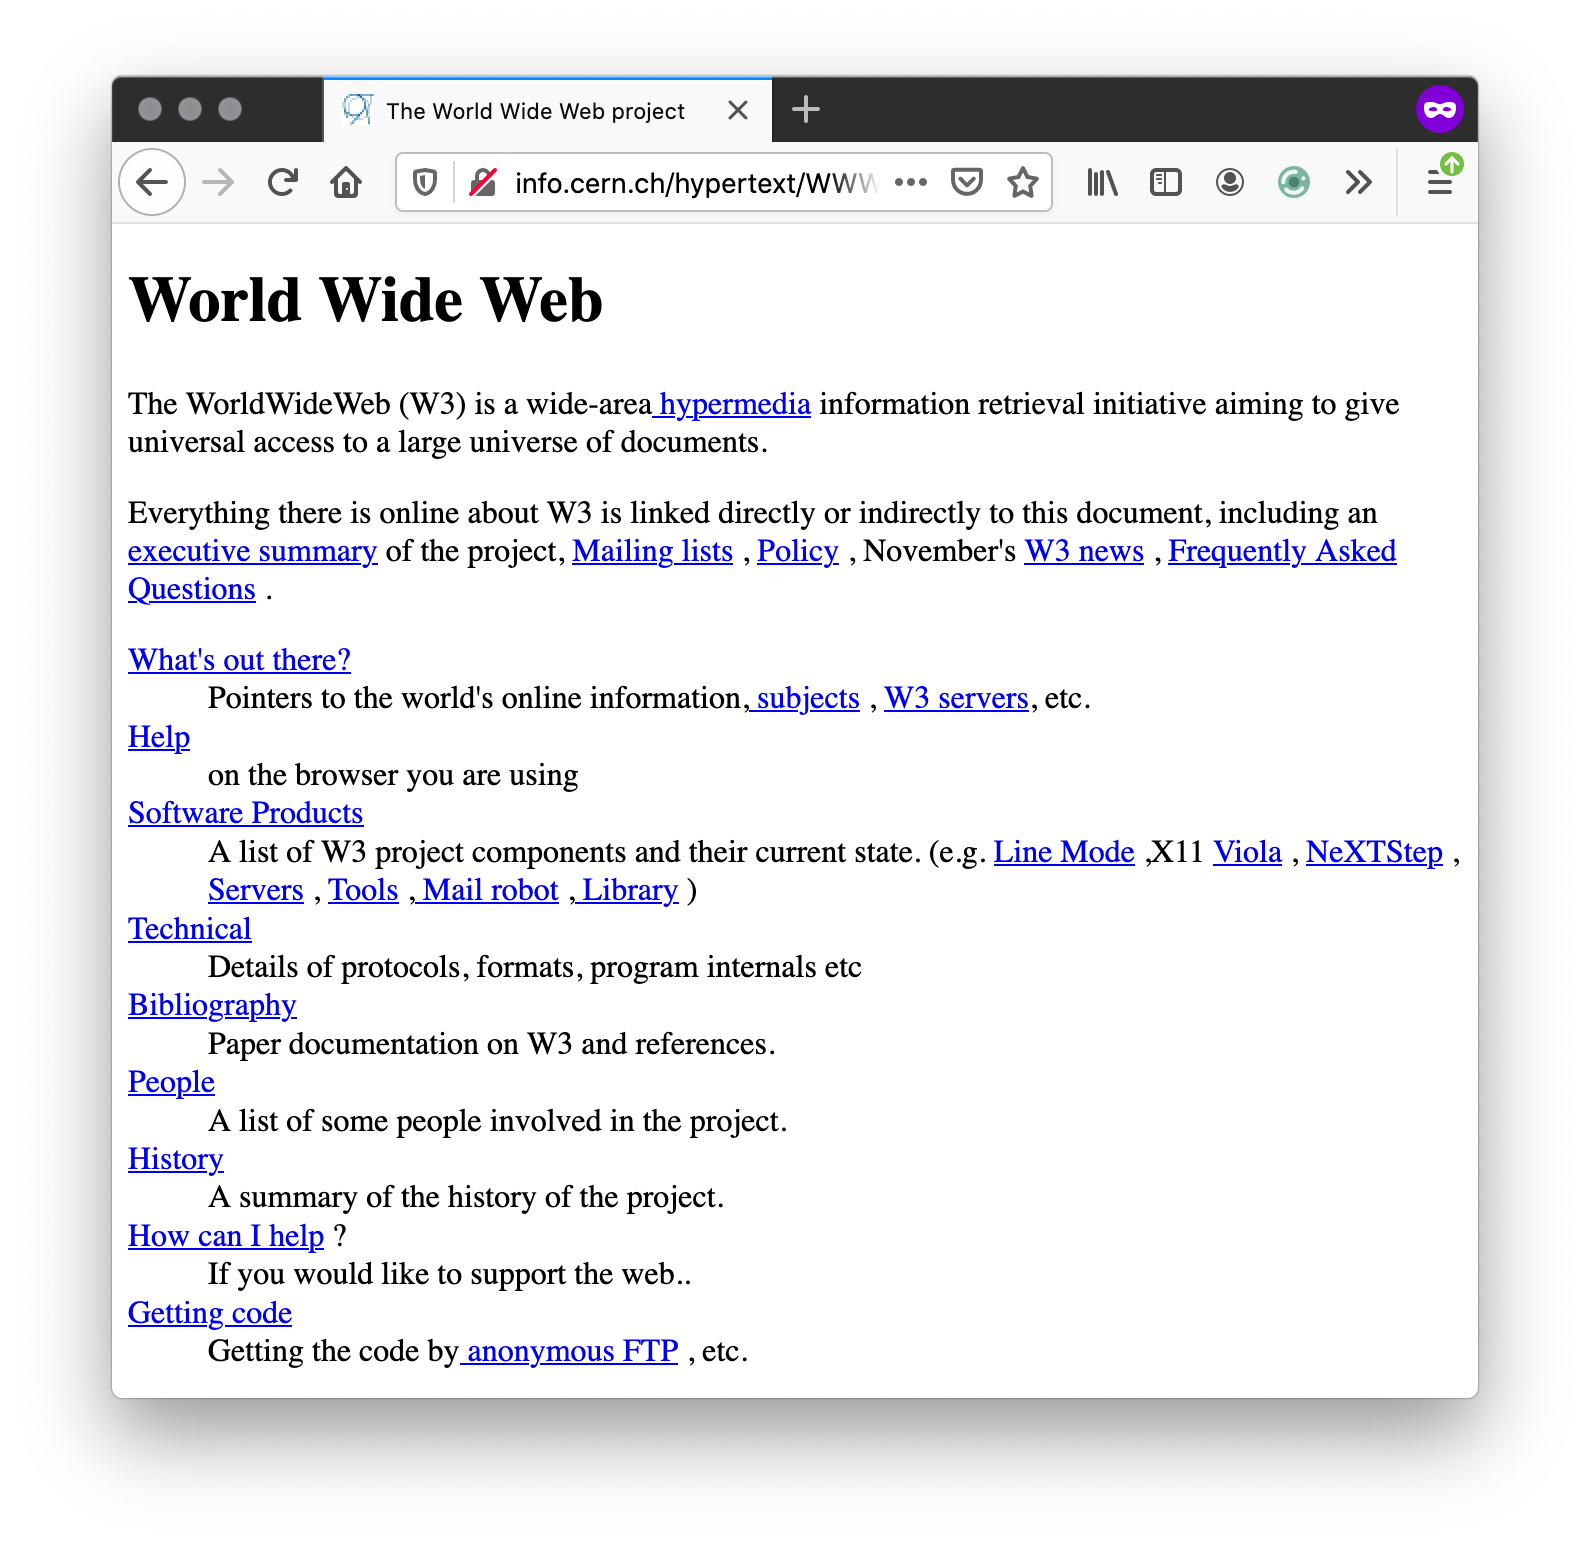 The World Wide Web project
info.cern.ch/hypertext/WWW
World Wide Web
The WorldWideWeb (W3) is a wide-area hypermedia information retrieval initiative aiming to give
universal access to a large universe of documents.
Everything there is online about W3 is linked directly or indirectly to this document, including an
executive summary of the project, Mailing lists , Policy , November's W3 news , Frequently Asked
Questions .
What's out there?
Pointers to the world's online information, subjects , W3 servers, etc.
Help
on the browser you are using
Software Products
A list of W3 project components and their current state. (e.g. Line Mode ,X11 Viola , NeXTStep ,
Servers , Tools , Mail robot , Library )
Technical
Details of protocols, formats, program internals etc
Bibliography
Paper documentation on W3 and references.
People
A list of some people involved in the project.
History
A summary of the history of the project.
How can I help ?
If you would like to support the web..
Getting code
Getting the code by anonymous FTP , etc.